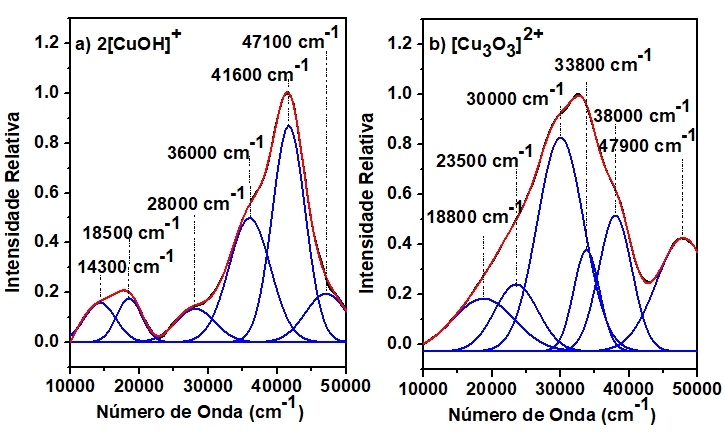 a) 2[CuOH]⁺
47100 cm⁻¹
41600 cm⁻¹
36000 cm⁻¹
28000 cm⁻¹
18500 cm⁻¹
14300 cm⁻¹
Intensidade Relativa
1.2
1.0
0.8
0.6
0.4
0.2
0.0
10000 20000 30000 40000 50000
Número de Onda (cm⁻¹)
b) [Cu₃O₃]²⁺
33800 cm⁻¹
30000 cm⁻¹
38000 cm⁻¹
47900 cm⁻¹
23500 cm⁻¹
18800 cm⁻¹
Intensidade Relativa
1.2
1.0
0.8
0.6
0.4
0.2
0.0
10000 20000 30000 40000 50000
Número de Onda (cm⁻¹)